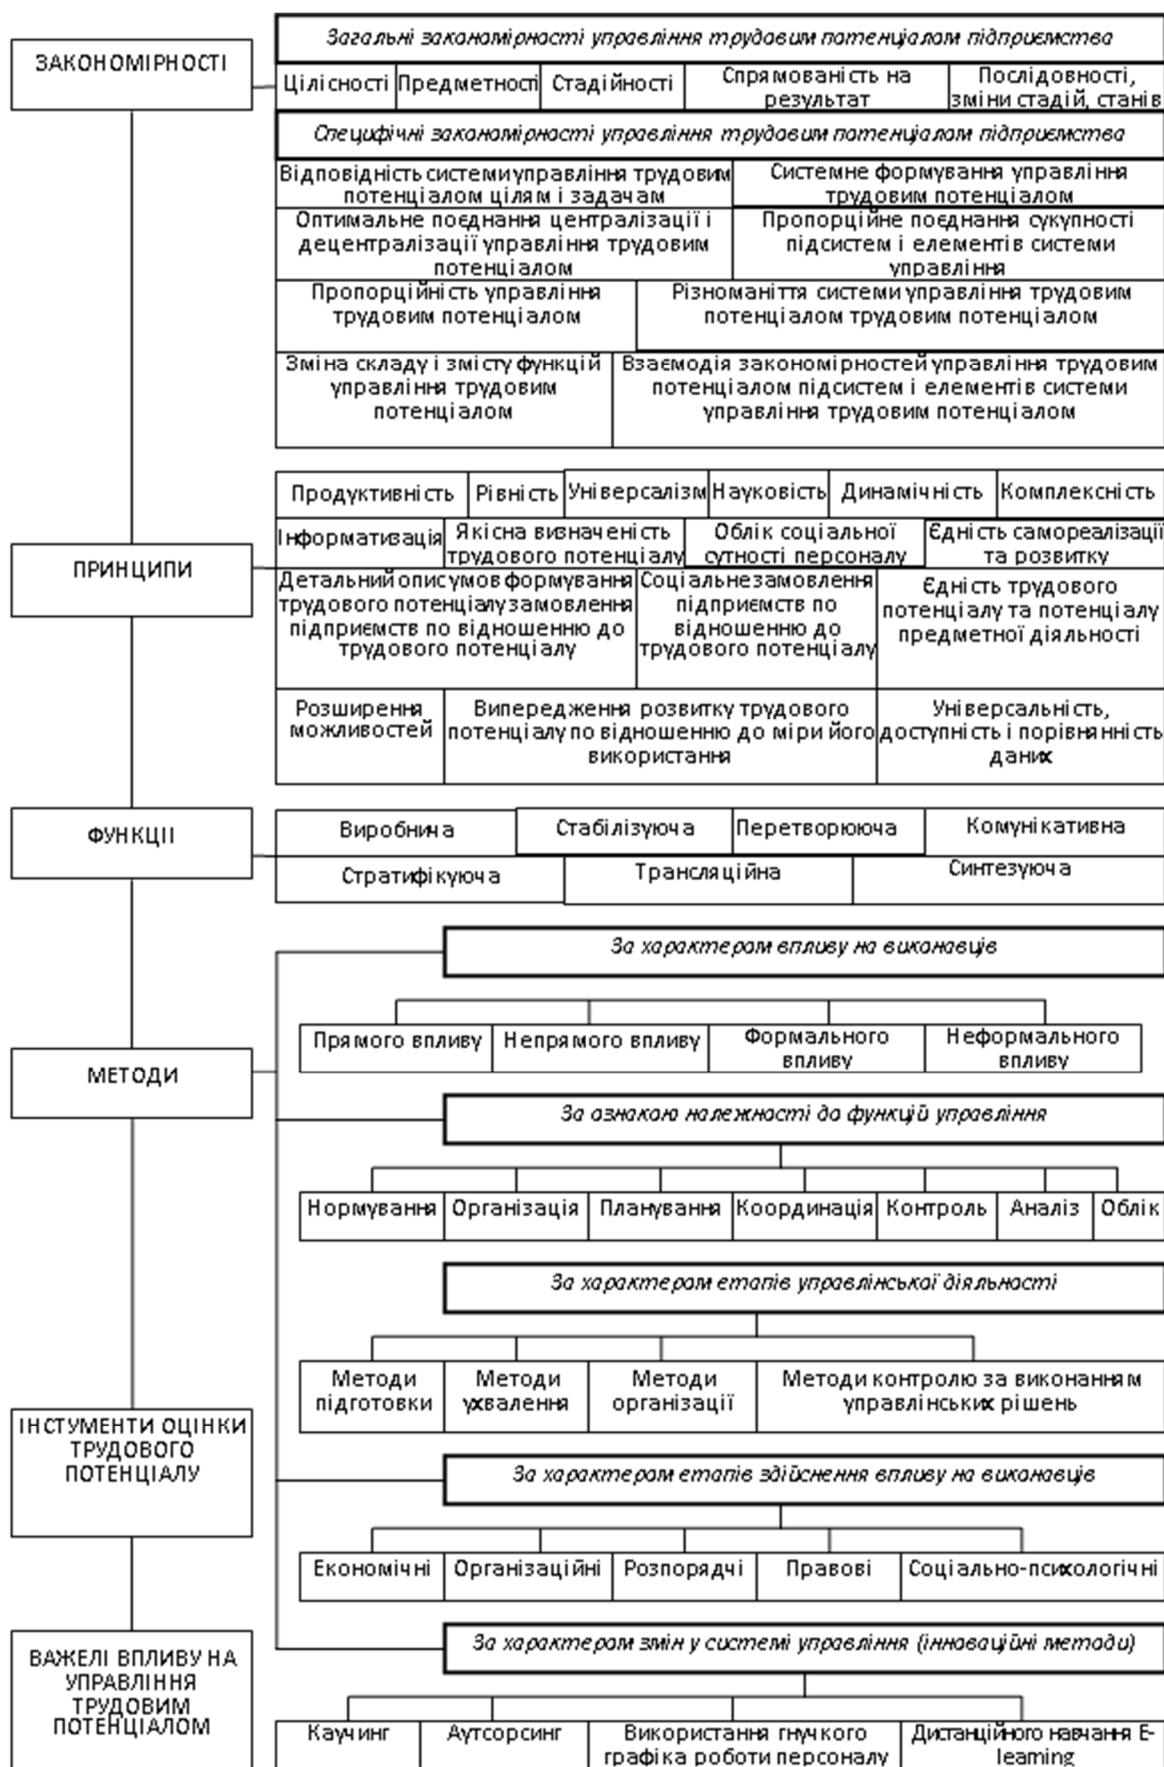 ЗАКОНОМІРНОСТІ
Загальні закономірності управління трудовим потенціалом підприємства
Цілісності
Предметності
Стадійності
Спрямованість на
результат
Послідовності,
зміни стадій, станів
Специфічні закономірності управління трудовим потенціалом підприємства
Відповідність системи управління трудовим
потенціалом цілям і задачам
Системне формування управління
трудовим потенціалом
Оптимальне поєднання централізації і
децентралізації управління трудовим
потенціалом
Пропорційне поєднання сукупності
підсистем і елементів системи
управління
Пропорційність управління
трудовим потенціалом
Різноманіття системи управління трудовим
потенціалом трудовим потенціалом
Зміна складу і змісту функцій
управління трудовим
потенціалом
Взаємодія закономірностей управління трудовим
потенціалом підсистем і елементів системи
управління трудовим потенціалом
ПРИНЦИПИ
Продуктивність
Рівність
Універсалізм
Науковість
Динамічність
Комплексність
Інформатизація
Якісна визначеність
трудового потенціалу
Облік соціальної
сутності персоналу
Єдність самореалізації
та розвитку
Детальний опис умов формування
трудового потенціалу замовлення
підприємств по відношенню до
трудового потенціалу
Соціальне замовлення
підприємств по
відношенню до
трудового потенціалу
Єдність трудового
потенціалу та потенціалу
предметної діяльності
Розширення
можливостей
Випередження розвитку трудового
потенціалу по відношенню до міри його
використання
Універсальність,
доступність і порівнянність
даних
ФУНКЦІЇ
Виробнича
Стабілізуюча
Перетворююча
Комунікативна
Стратифікуюча
Трансляційна
Синтезуюча
МЕТОДИ
За характером впливу на виконавців
Прямого впливу
Непрямого впливу
Формального
впливу
Неформального
впливу
За ознакою належності до функцій управління
Нормування
Організація
Планування
Координація
Контроль
Аналіз
Облік
За характером етапів управлінської діяльності
Методи
підготовки
Методи
ухвалення
Методи
організації
Методи контролю за виконанням
управлінських рішень
ІНСТУМЕНТИ ОЦІНКИ
ТРУДОВОГО
ПОТЕНЦІАЛУ
За характером етапів здійснення впливу на виконавців
Економічні
Організаційні
Розпорядчі
Правові
Соціально-психологічні
ВАЖЕЛІ ВПЛИВУ НА
УПРАВЛІННЯ
ТРУДОВИМ
ПОТЕНЦІАЛОМ
За характером змін у системі управління (інноваційні методи)
Каучинг
Аутсорсинг
Використання гнучкого
графіка роботи персоналу
Дистанційного навчання E-
learning